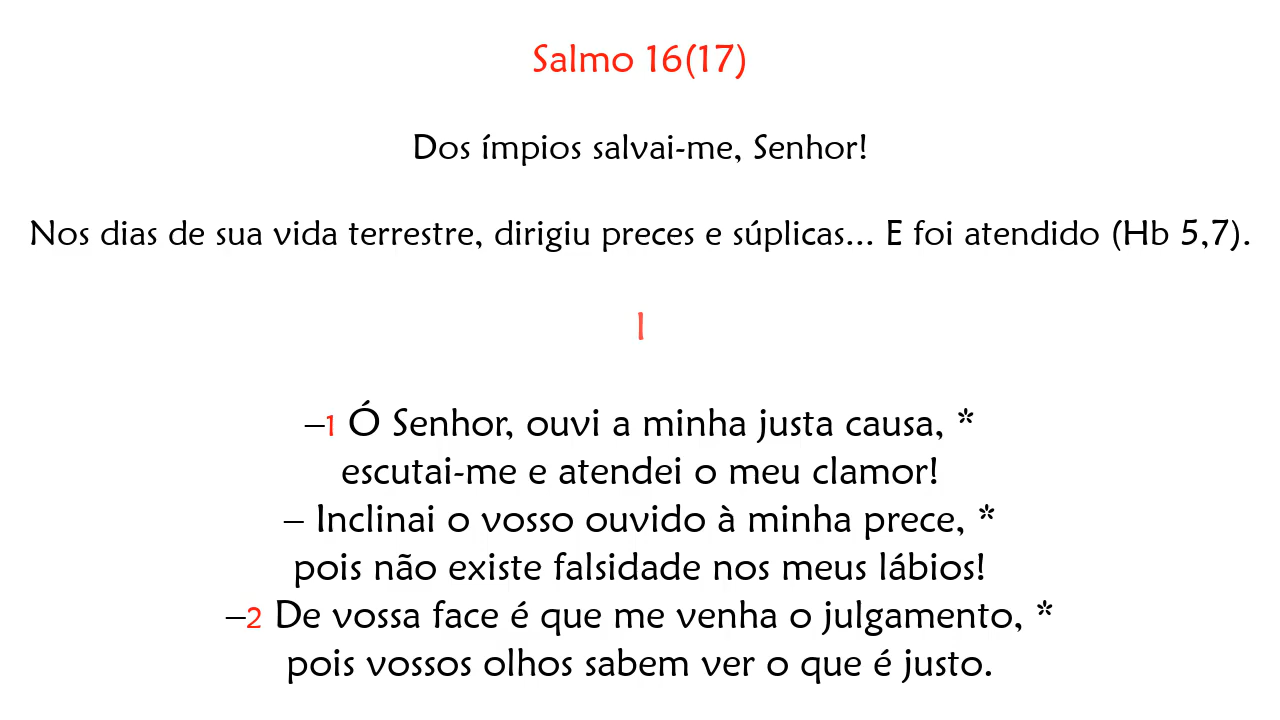 Salmo 16(17)
Dos ímpios salvai-me, Senhor!
Nos dias de sua vida terrestre, dirigiu preces e súplicas... E foi atendido (Hb 5,7).
I
–1 Ó Senhor, ouvi a minha justa causa, *
escutai-me e atendei o meu clamor!
– Inclinai o vosso ouvido à minha prece, *
pois não existe falsidade nos meus lábios!
–2 De vossa face é que me venha o julgamento, *
pois vossos olhos sabem ver o que é justo.